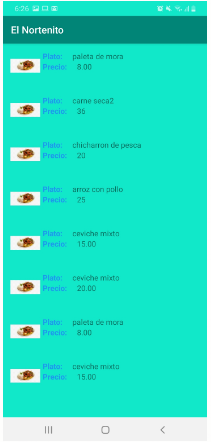 5:26
El Nortenito
Plato: paleta de mora
Precio: 8.00
Plato: carne seca2
Precio: 36
Plato: chicharron de pesca
Precio: 20
Plato: arroz con pollo
Precio: 25
Plato: ceviche mixto
Precio: 15.00
Plato: ceviche mixto
Precio: 20.00
Plato: paleta de mora
Precio: 8.00
Plato: ceviche mixto
Precio: 15.00